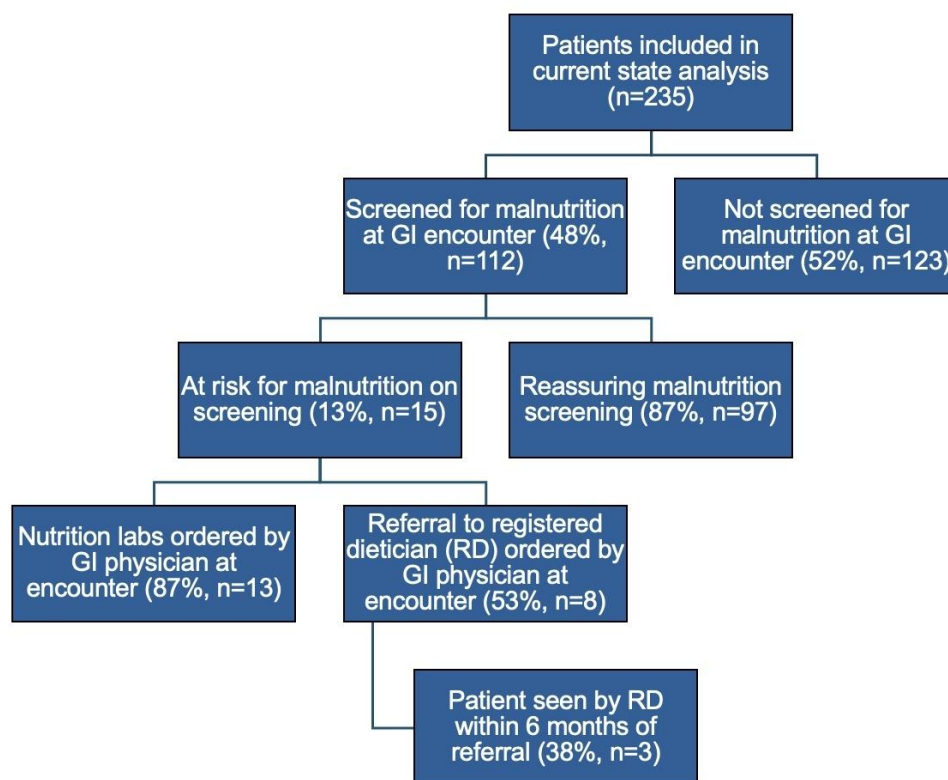 Patients included in
current state analysis
(n=235)
Screened for malnutrition
at GI encounter (48%,
n=112)
Not screened for
malnutrition at GI
encounter (52%, n=123)
At risk for malnutrition on
screening (13%, n=15)
Reassuring malnutrition
screening (87%, n=97)
Nutrition labs ordered by
GI physician at
encounter (87%, n=13)
Referral to registered
dietician (RD) ordered by
GI physician at
encounter (53%, n=8)
Patient seen by RD
within 6 months of
referral (38%, n=3)